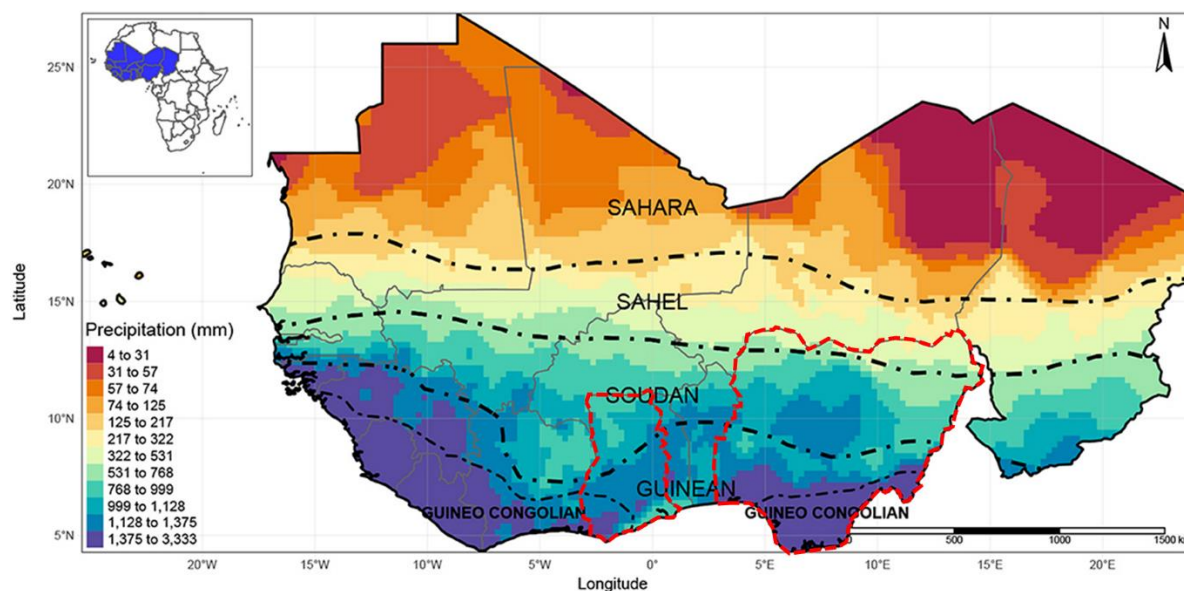 N
25°N
20°N
15°N
10°N
5°N
Latitude
SAHARA
SAHEL
SOUDAN
GUINEAN
GUINEO CONGOLIAN
GUINEO CONGOLIAN
Precipitation (mm)
4 to 31
31 to 57
57 to 74
74 to 125
125 to 217
217 to 322
322 to 531
531 to 768
768 to 999
999 to 1,128
1,128 to 1,375
1,375 to 3,333
0 500 1000 1500 k
20°W 15°W 10°W 5°W 0° 5°E 10°E 15°E 20°E
Longitude